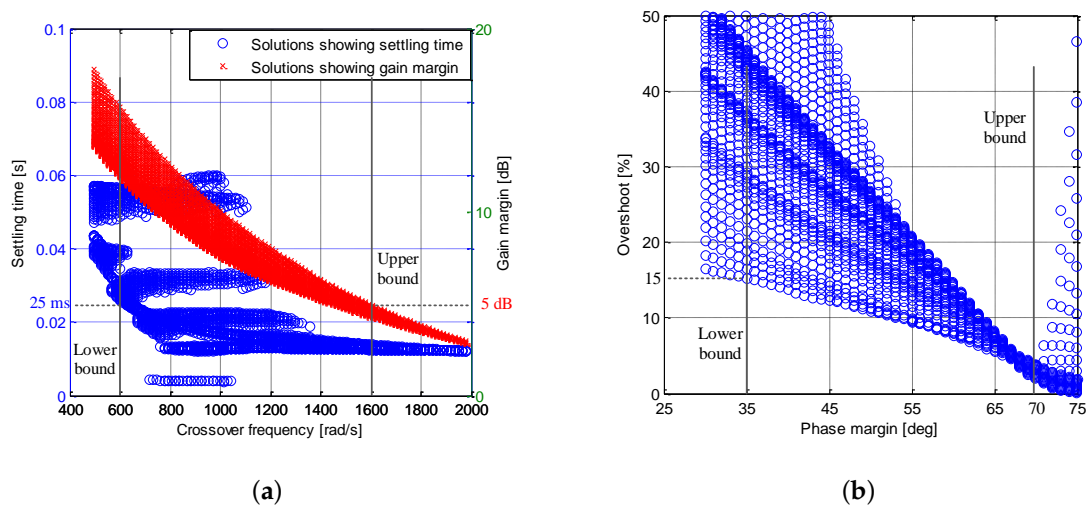 0.1
0.08
0.06
0.04
25 ms
0.02
0
Settling time [s]
Solutions showing settling time
Solutions showing gain margin
20
10
5 dB
0
Gain margin [dB]
Upper
bound
Lower
bound
400 600 800 1000 1200 1400 1600 1800 2000
Crossover frequency [rad/s]
(a)
50
40
30
20
15
10
0
Overshoot [%]
Upper
bound
Lower
bound
25 35 45 55 65 70 75
Phase margin [deg]
(b)